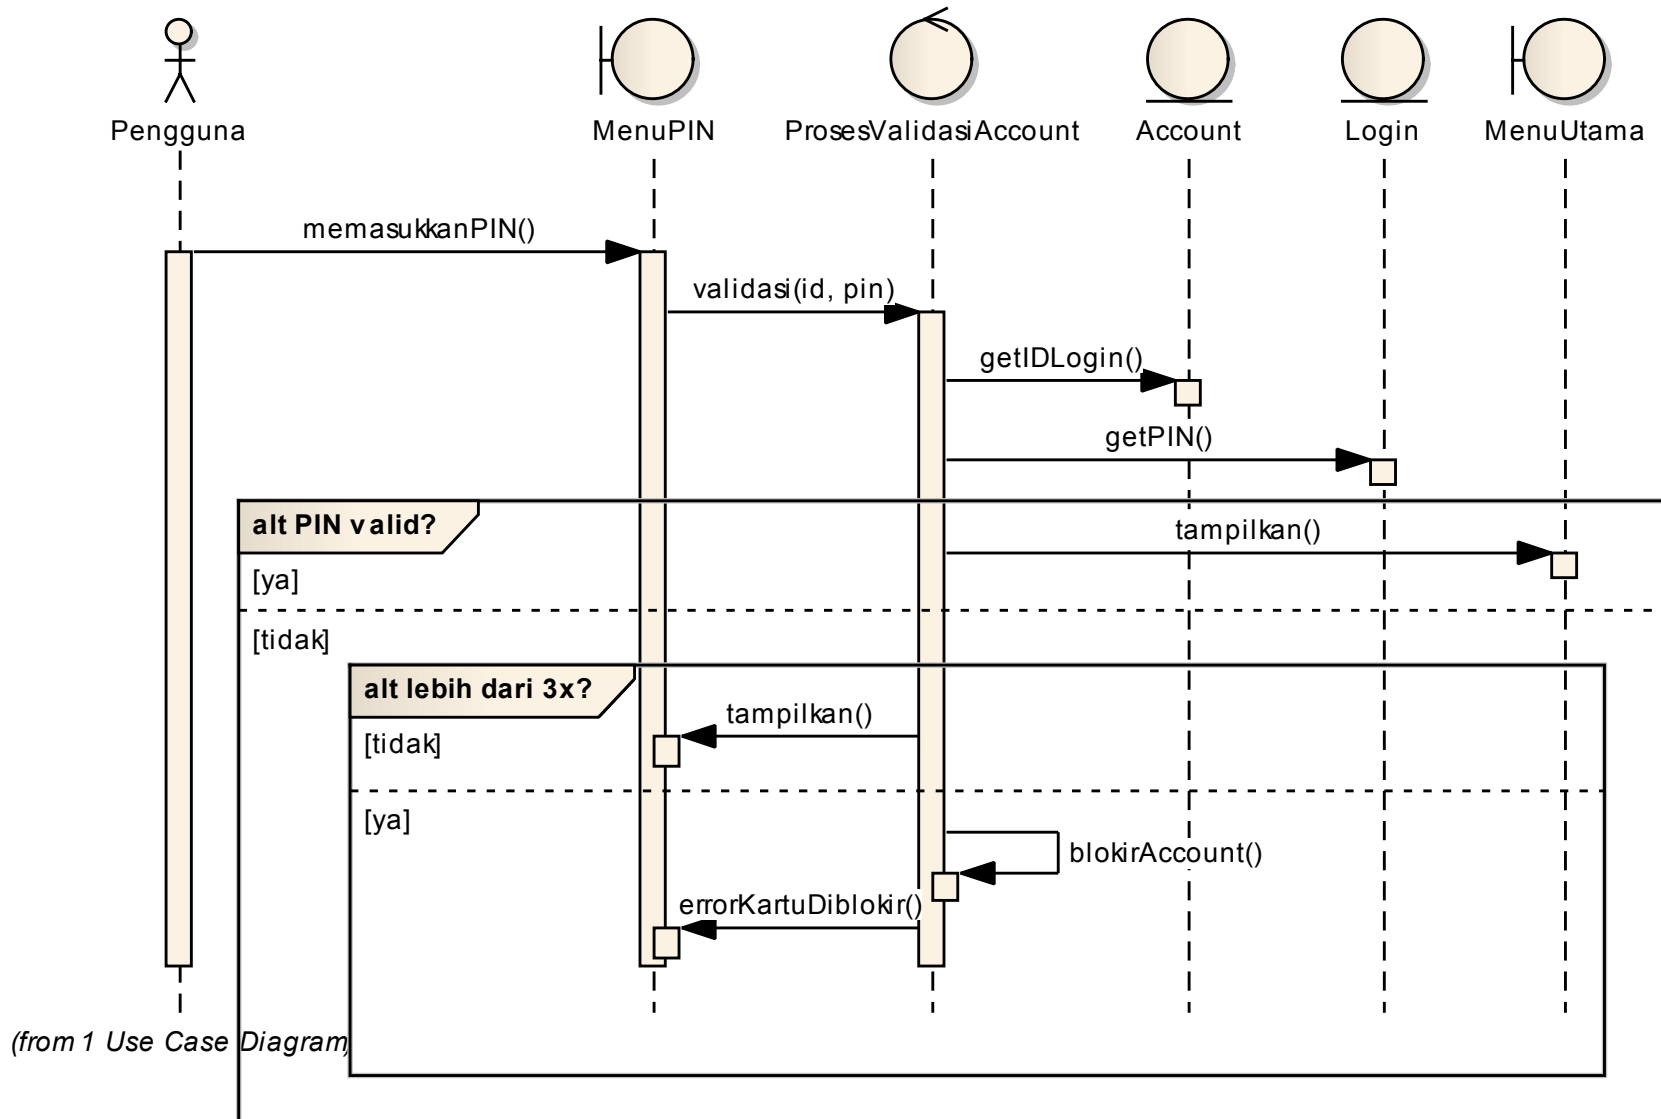 Pengguna
MenuPIN
ProsesValidasiAccount
Account
Login
MenuUtama
memasukkanPIN()
validasi(id, pin)
getIDLogin()
getPIN()
alt PIN valid?
tampilkan()
[ya]
[tidak]
alt lebih dari 3x?
tampilkan()
[tidak]
[ya]
blokirAccount()
errorKartuDiblokir()
(from 1 Use Case Diagram)